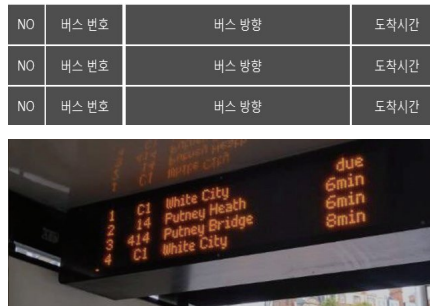 NO 버스 번호 버스 방향 도착시간
NO 버스 번호 버스 방향 도착시간
NO 버스 번호 버스 방향 도착시간
1 C1 White City due
2 14 Putney Heath 6min
3 414 Putney Bridge 6min
4 C1 White City 8min